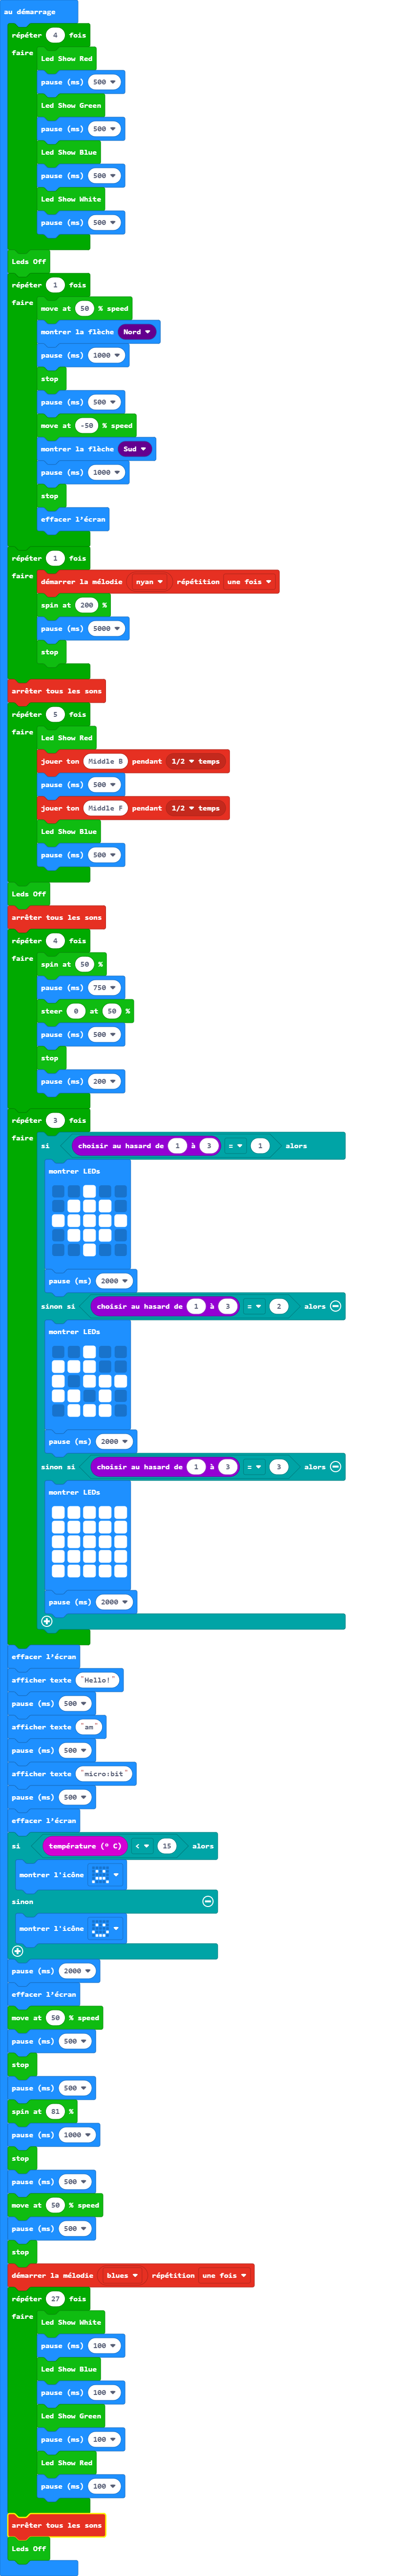 au démarrage
répéter 4 fois
faire
Led Show Red
pause (ms) 500
Led Show Green
pause (ms) 500
Led Show Blue
pause (ms) 500
Led Show White
pause (ms) 500
Leds Off
répéter 1 fois
faire
move at 50 % speed
montrer la flèche Nord
pause (ms) 1000
stop
pause (ms) 500
move at -50 % speed
montrer la flèche Sud
pause (ms) 1000
stop
effacer l'écran
répéter 1 fois
faire
démarrer la mélodie nyan répétition une fois
spin at 200 %
pause (ms) 5000
stop
arrêter tous les sons
répéter 5 fois
faire
Led Show Red
jouer ton Middle B pendant 1/2 temps
pause (ms) 500
jouer ton Middle F pendant 1/2 temps
Led Show Blue
pause (ms) 500
Leds Off
arrêter tous les sons
répéter 4 fois
faire
spin at 50 %
pause (ms) 750
steer 0 at 50 %
pause (ms) 500
stop
pause (ms) 200
répéter 3 fois
faire
si choisir au hasard de 1 à 3 = 1 alors
montrer LEDs
pause (ms) 2000
sinon si choisir au hasard de 1 à 3 = 2 alors
montrer LEDs
pause (ms) 2000
sinon si choisir au hasard de 1 à 3 = 3 alors
montrer LEDs
pause (ms) 2000
effacer l'écran
afficher texte "Hello!"
pause (ms) 500
afficher texte "am"
pause (ms) 500
afficher texte "micro:bit"
pause (ms) 500
effacer l'écran
si température (° C) < 15 alors
montrer l'icône
sinon
montrer l'icône
pause (ms) 2000
effacer l'écran
move at 50 % speed
pause (ms) 500
stop
pause (ms) 500
spin at 81 %
pause (ms) 1000
stop
pause (ms) 500
move at 50 % speed
pause (ms) 500
stop
démarrer la mélodie blues répétition une fois
répéter 27 fois
faire
Led Show White
pause (ms) 100
Led Show Blue
pause (ms) 100
Led Show Green
pause (ms) 100
Led Show Red
pause (ms) 100
arrêter tous les sons
Leds Off